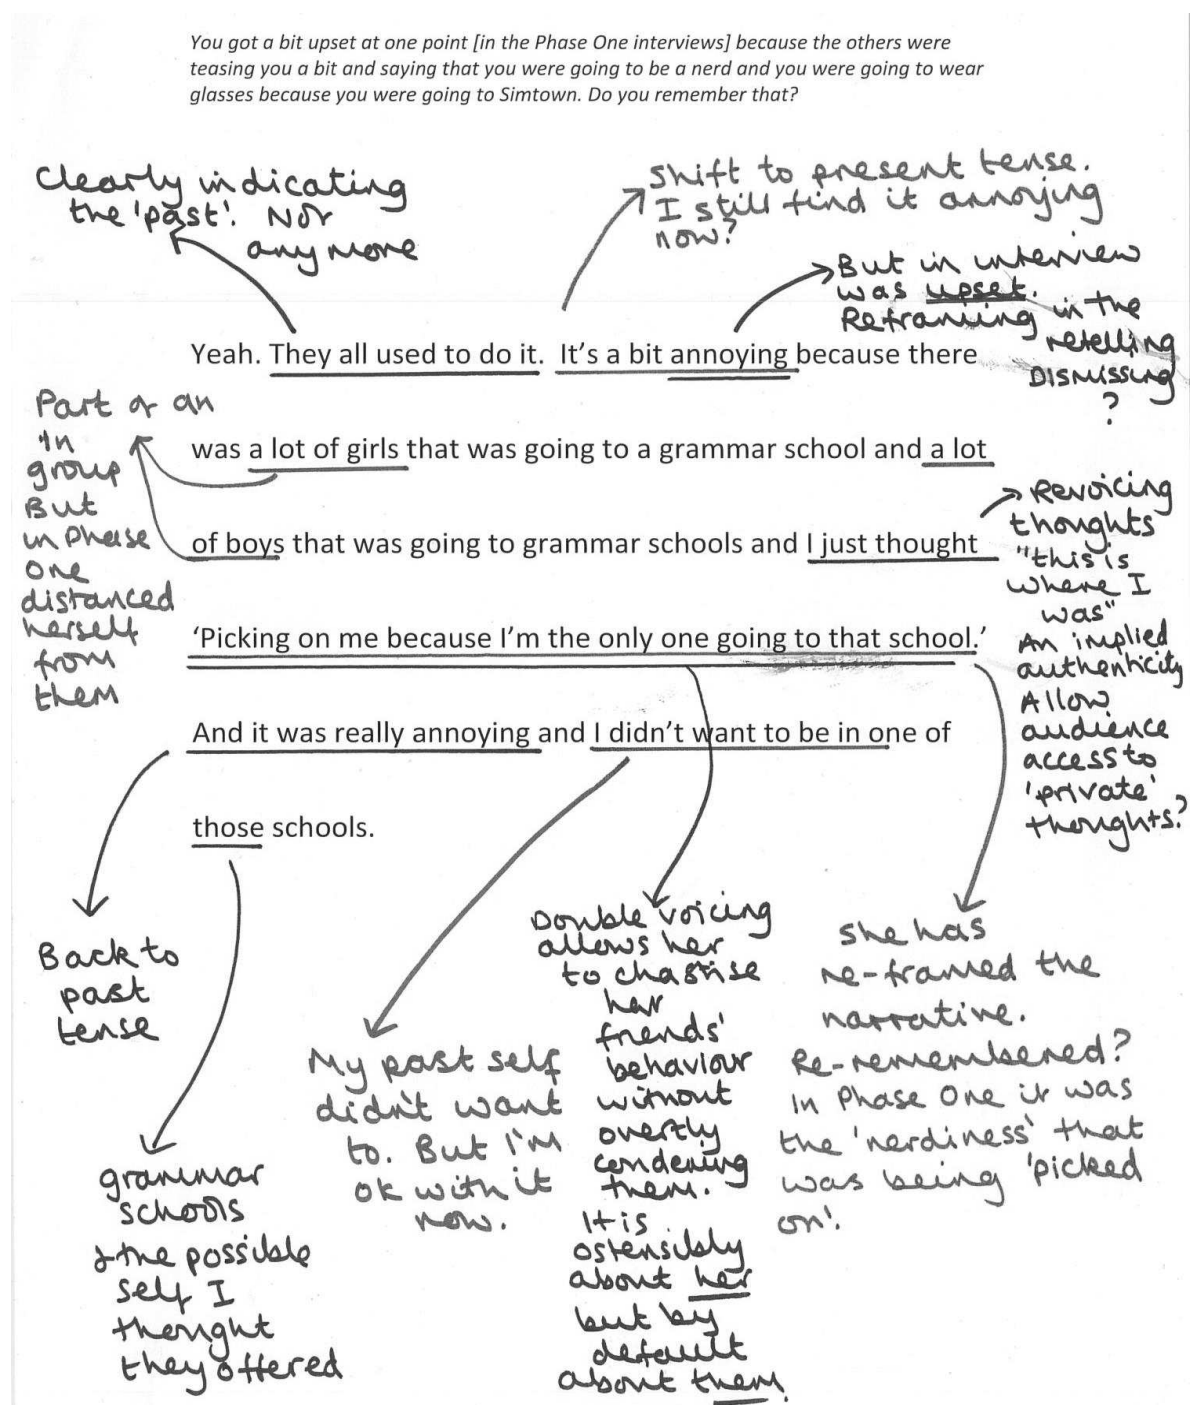 You got a bit upset at one point [in the Phase One interviews] because the others were
teasing you a bit and saying that you were going to be a nerd and you were going to wear
glasses because you were going to Simtown. Do you remember that?
Clearly indicating
the 'past'. Not
any more
Shift to present tense.
I still find it annoying
now?
But in interview
was upset.
Reframing in the
retelling
Dismissing
?
Yeah. They all used to do it. It's a bit annoying because there
Part of an
'in
group
But
in Phase
one
distanced
herself
from
them
was a lot of girls that was going to a grammar school and a lot
of boys that was going to grammar schools and I just thought
Revoicing
thoughts
"this is
where I
was"
An implied
authenticity
Allow
audience
access to
'private'
thoughts?
'Picking on me because I'm the only one going to that school.'
And it was really annoying and I didn't want to be in one of
those schools.
Back to
past
tense
grammar
schools
& the possible
self I
thought
they offered
My past self
didn't want
to. But I'm
ok with it
now.
Double voicing
allows her
to chastise
her
friends'
behaviour
without
overtly
condening
them.
It is
ostensibly
about her
but by
default
about them.
She has
re-framed the
narrative.
Re-remembered?
In Phase One it was
the 'nerdiness' that
was being 'picked
on'.